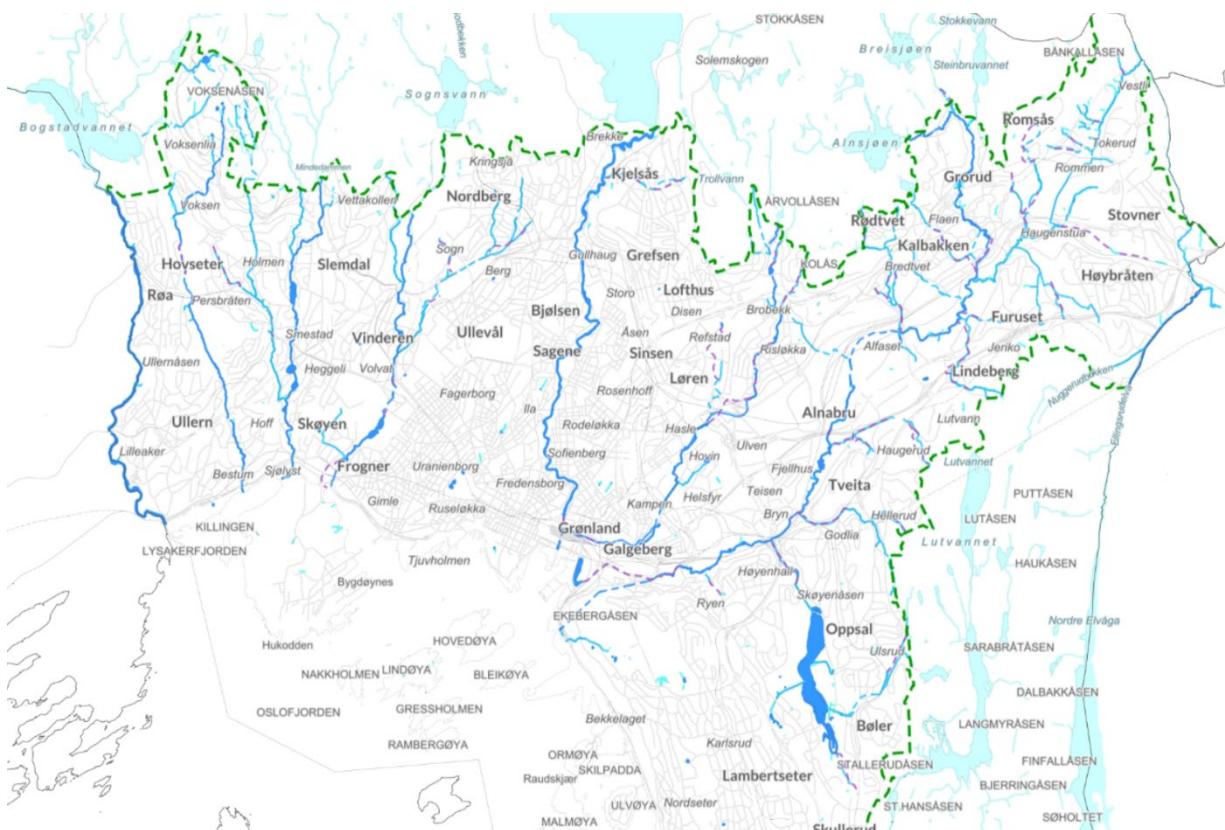 STOKKÅSEN
Stokkevann
Breisjøen
Steinbruvannet
BÅNKALLÅSEN
Solemskogen
Vestli
VOKSENÅSEN
Sognsvann
Bogstadvannet
Romsås
Brekke
Alnsjøen
Tokerud
Voksenlia
Kringsjå
Rommen
Kjelsås
Trollvann
Grorud
Vettakollen
Nordberg
ÅRVOLLÅSEN
Voksen
Rødtvet
Flaen
Stovner
Haugenstua
Sogn
Kalbakken
Gullhaug
Grefsen
Hovseter
Holmen
Slemdal
KOLÅS
Bredtvet
Berg
Høybråten
Røa
Persbråten
Storo
Lofthus
Disen
Brobekk
Bjølsen
Furuset
Smestad
Vinderen
Ullevål
Åsen
Refstad
Alfaset
Jeriko
Ullernåsen
Heggeli
Volvat
Sagene
Sinsen
Risløkka
Lindeberg
Løren
Nuggerudbekken
Fagerborg
Rosenhoff
Ila
Alnabru
Lutvann
Ellingsrudelva
Ullern
Hoff
Skøyen
Rodeløkka
Hasle
Ulven
Lilleaker
Sofienberg
Hovin
Haugerud
Lutvannet
Bestum
Sjølyst
Frogner
Uranienborg
Fjellhus
Fredensborg
Helsfyr
Teisen
Tveita
PUTTÅSEN
Gimle
Ruseløkka
Kampen
Bryn
Hellerud
LUTÅSEN
KILLINGEN
Grønland
Godlia
Lutvannet
LYSAKERFJORDEN
Galgeberg
Tjuvholmen
Høyenhall
HAUKÅSEN
Bygdøynes
Skøyenåsen
EKEBERGÅSEN
Ryen
Nordre Elvåga
Oppsal
Hukodden
HOVEDØYA
Ulsrud
SARABRÅTÅSEN
NAKKHOLMEN
LINDØYA
BLEIKØYA
DALBAKKÅSEN
OSLOFJORDEN
GRESSHOLMEN
Bekkelaget
Bøler
LANGMYRÅSEN
RAMBERGØYA
Karlsrud
ORMØYA
STALLERUDÅSEN
FINFALLÅSEN
Raudskjær
SKILPADDA
Lambertseter
BJERRINGÅSEN
ULVØYA
Nordseter
ST.HANSÅSEN
SØHOLTET
MALMØYA
Skullerud